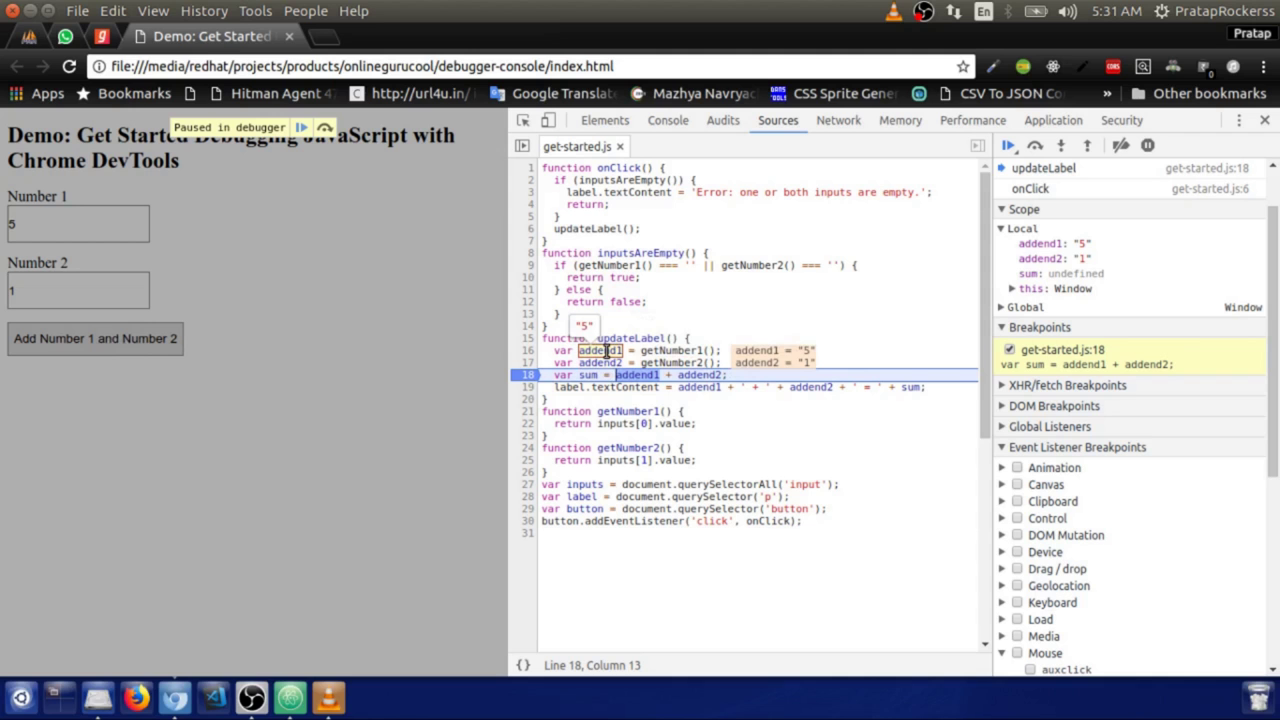 File Edit View History Tools People Help
En
5:31 AM
PratapRockerss
Demo: Get Started
Pratap
file:///media/redhat/projects/products/onlinegurucool/debugger-console/index.html
Apps
Bookmarks
Hitman Agent 47
http://url4u.in/
Google Translat
Mazhya Navryac
CSS Sprite Gene
CSV To JSON Co
»
Other bookmarks
Paused in debugger
Demo: Get Started Debugging JavaScript with
Chrome DevTools
Number 1
5
Number 2
1
Add Number 1 and Number 2
Elements Console Audits Sources Network Memory Performance Application Security
get-started.js
1 function onClick() {
2 if (inputsAreEmpty()) {
3 label.textContent = 'Error: one or both inputs are empty.';
4 return;
5 }
6 updateLabel();
7 }
8 function inputsAreEmpty() {
9 if (getNumber1() === '' || getNumber2() === '') {
10 return true;
11 } else {
12 return false;
13 }
14 }
"5"
15 functi updateLabel() {
16 var addend1 = getNumber1(); addend1 = "5"
17 var addend2 = getNumber2(); addend2 = "1"
18 var sum = addend1 + addend2;
19 label.textContent = addend1 + ' + ' + addend2 + ' = ' + sum;
20 }
21 function getNumber1() {
22 return inputs[0].value;
23 }
24 function getNumber2() {
25 return inputs[1].value;
26 }
27 var inputs = document.querySelectorAll('input');
28 var label = document.querySelector('p');
29 var button = document.querySelector('button');
30 button.addEventListener('click', onClick);
31
{} Line 18, Column 13
updateLabel get-started.js:18
onClick get-started.js:6
Scope
Local
addend1: "5"
addend2: "1"
sum: undefined
this: Window
Global Window
Breakpoints
get-started.js:18
var sum = addend1 + addend2;
XHR/fetch Breakpoints
DOM Breakpoints
Global Listeners
Event Listener Breakpoints
Animation
Canvas
Clipboard
Control
DOM Mutation
Device
Drag / drop
Geolocation
Keyboard
Load
Media
Mouse
auxclick